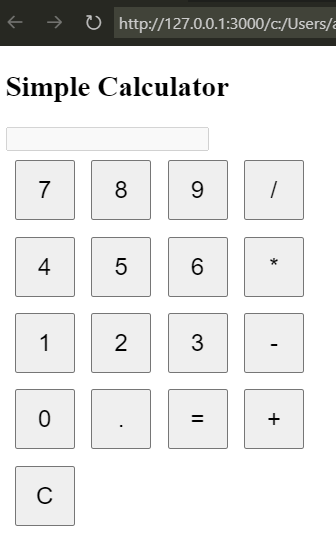 http://127.0.0.1:3000/c:/Users/
Simple Calculator
7 8 9 /
4 5 6 *
1 2 3 -
0 . = +
C